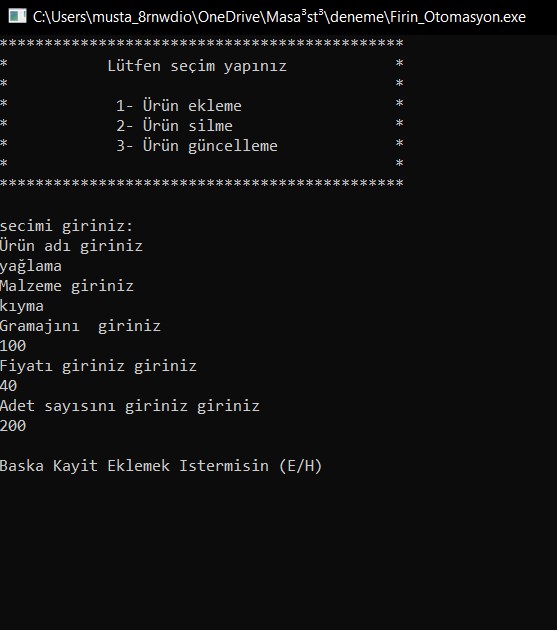 C:\Users\musta_8rnwdio\OneDrive\Masa³st³\deneme\Firin_Otomasyon.exe
*********************************************
* Lütfen seçim yapınız *
* *
* 1- Ürün ekleme *
* 2- Ürün silme *
* 3- Ürün güncelleme *
* *
*********************************************
secimi giriniz:
Ürün adı giriniz
yağlama
Malzeme giriniz
kıyma
Gramajını  giriniz
100
Fiyatı giriniz giriniz
40
Adet sayısını giriniz giriniz
200
Baska Kayit Eklemek Istermisin (E/H)